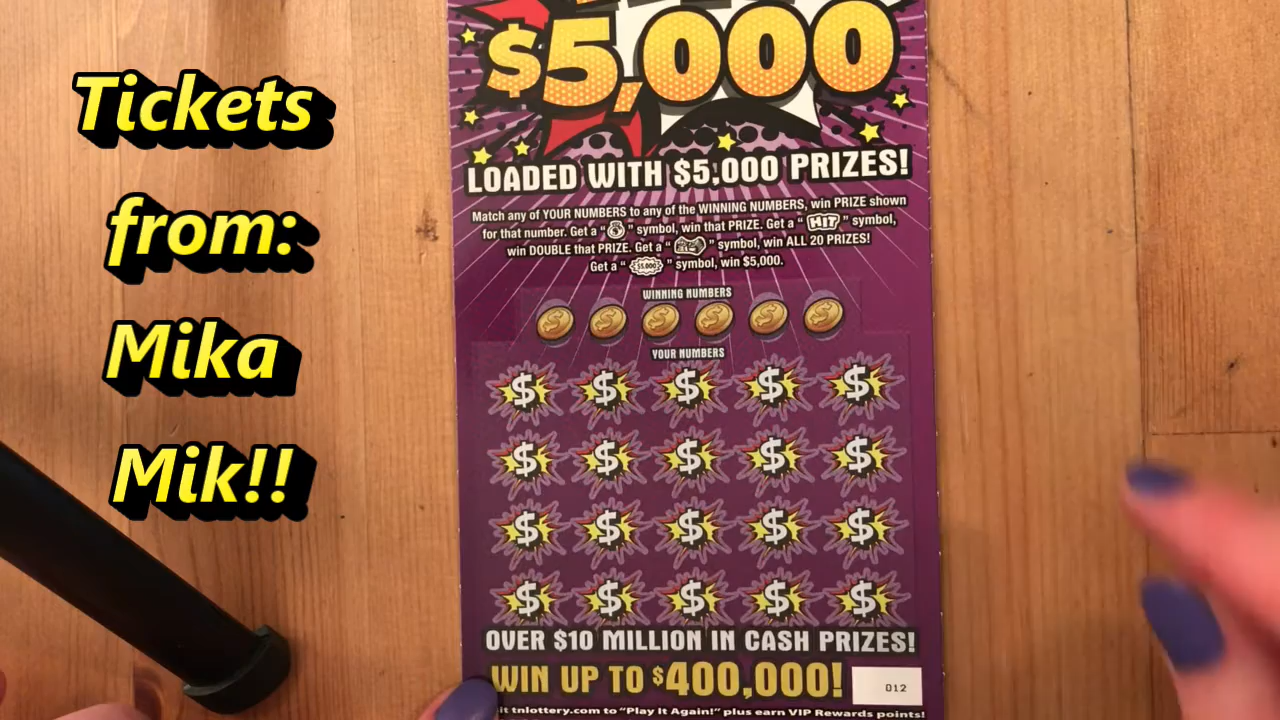 $5,000
LOADED WITH $5,000 PRIZES!
Match any of YOUR NUMBERS to any of the WINNING NUMBERS, win PRIZE shown
for that number. Get a " " symbol, win that PRIZE. Get a " HIT " symbol,
win DOUBLE that PRIZE. Get a " " symbol, win ALL 20 PRIZES!
Get a " $5,000 " symbol, win $5,000.
WINNING NUMBERS
$ $ $ $ $ $
YOUR NUMBERS
$ $ $ $ $
$ $ $ $ $
$ $ $ $ $
$ $ $ $ $
OVER $10 MILLION IN CASH PRIZES!
WIN UP TO $400,000!
012
tnlottery.com to "Play It Again!" plus earn VIP Rewards points!
Tickets
from:
Mika
Mik!!